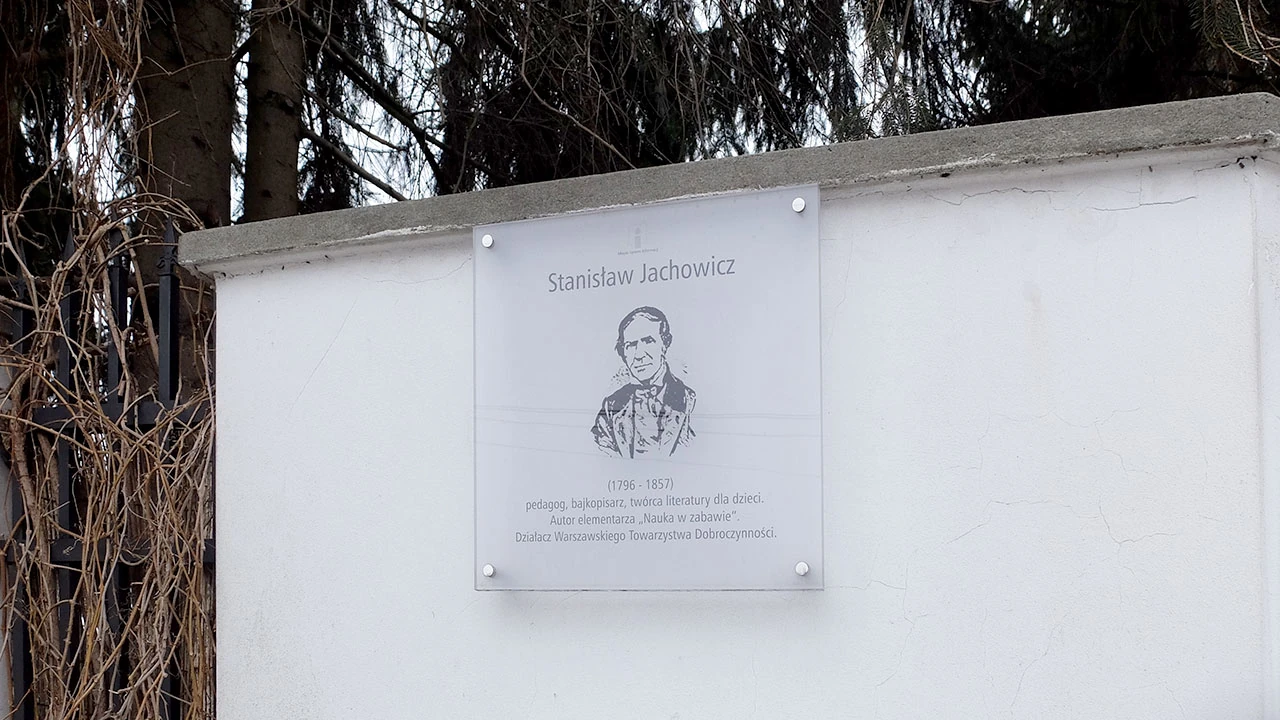 Stanisław Jachowicz
(1796 - 1857)
pedagog, bajkopisarz, twórca literatury dla dzieci.
Autor elementarza „Nauka w zabawie”.
Działacz Warszawskiego Towarzystwa Dobroczynności.